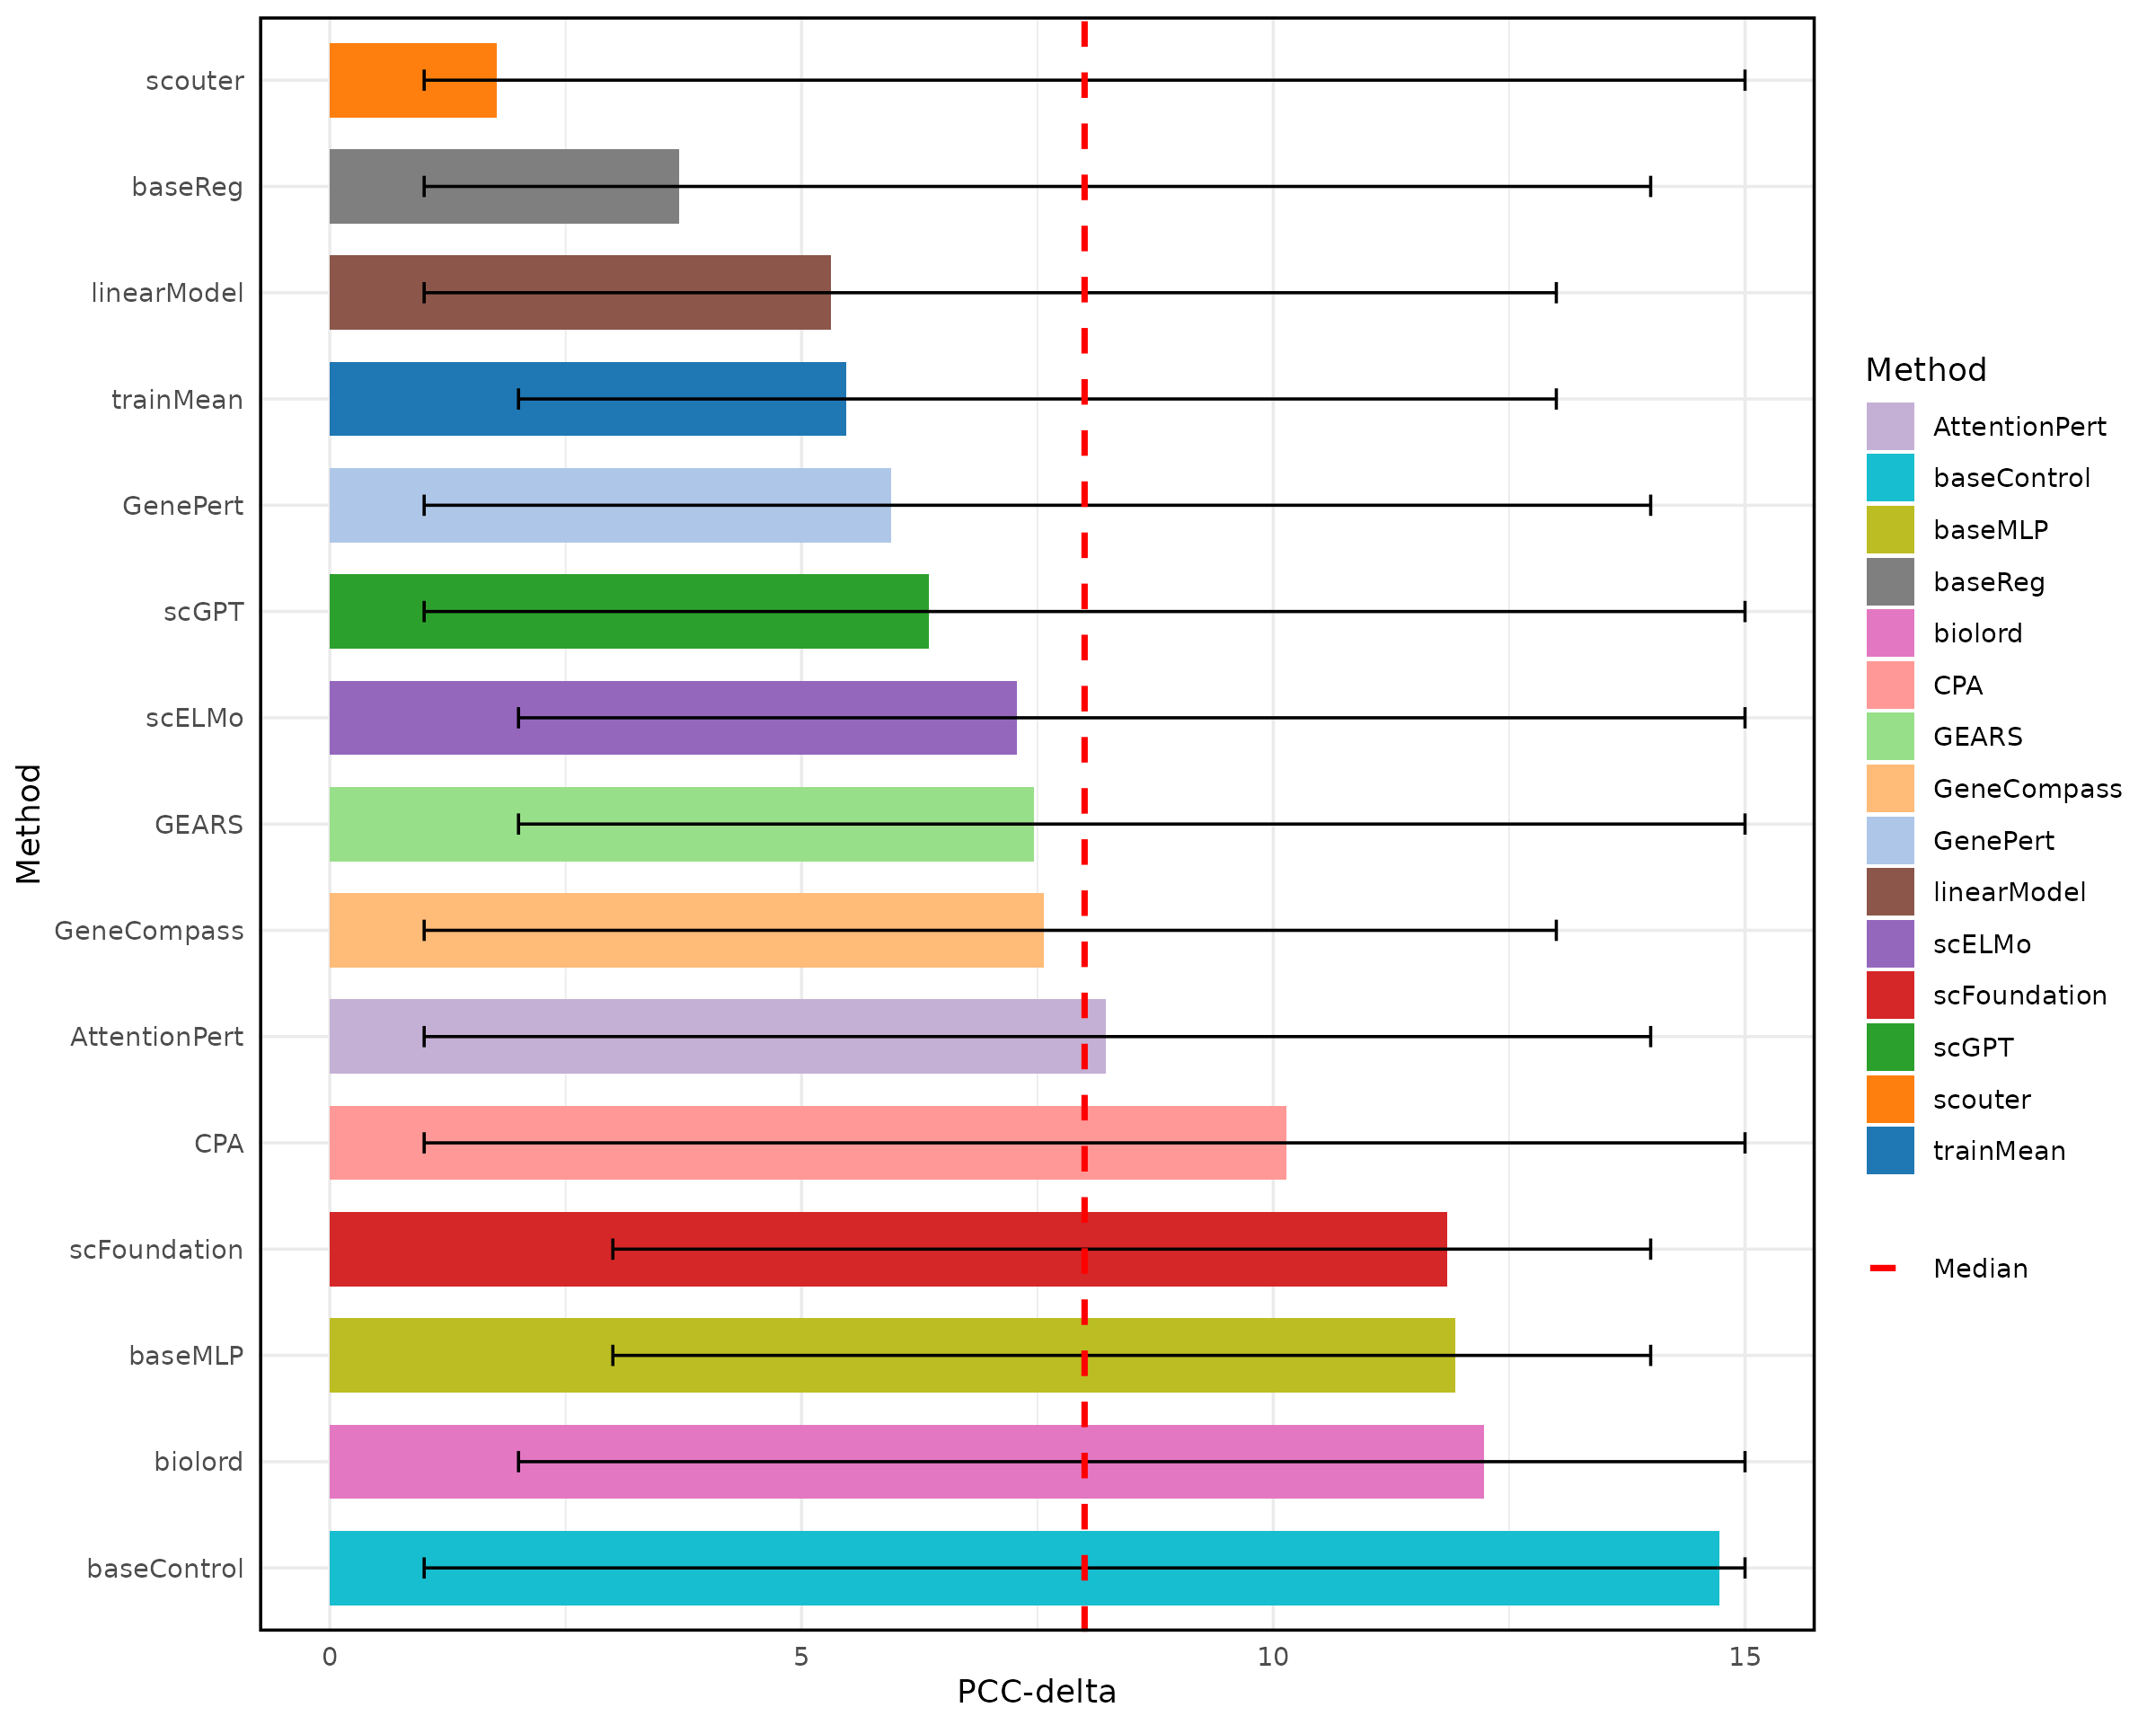 Method
scouter
baseReg
linearModel
trainMean
GenePert
scGPT
scELMo
GEARS
GeneCompass
AttentionPert
CPA
scFoundation
baseMLP
biolord
baseControl
0 5 10 15
PCC-delta
Method
AttentionPert
baseControl
baseMLP
baseReg
biolord
CPA
GEARS
GeneCompass
GenePert
linearModel
scELMo
scFoundation
scGPT
scouter
trainMean
Median